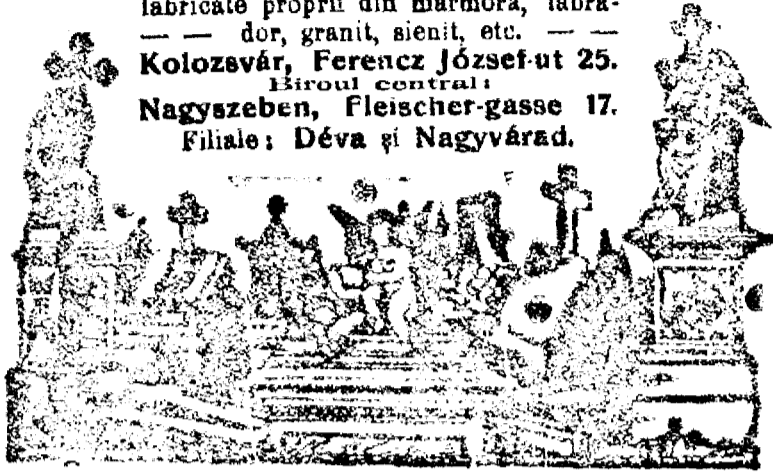 fabricate proprii din marmoră, labra-
— — dor, granit, sienit, etc. — —
Kolozsvár, Ferencz József-ut 25.
Biroul central:
Nagyszeben, Fleischer-gasse 17.
Filiale: Déva și Nagyvárad.